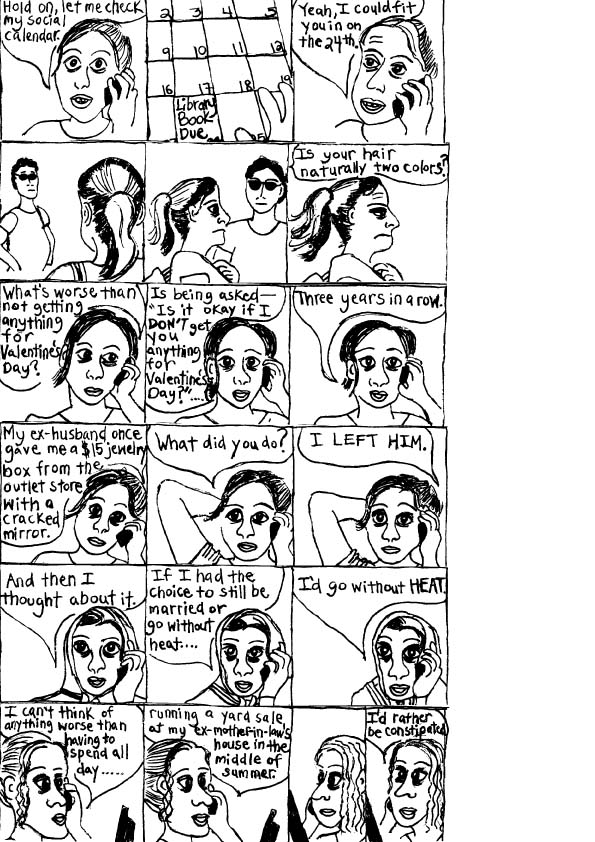 Hold on, let me check
my social
calendar.
2 3 4 5
9 10 11 12
16 17 18 19
Library
Book
Due
25
Yeah, I could fit
you in on
the 24th.
Is your hair
naturally two colors?
What's worse than
not getting
anything
for
Valentine's
Day?
Is being asked—
"Is it okay if I
DON'T get
you
anything
for
Valentine's
Day?"....
Three years in a row.
My ex-husband once
gave me a $15 jewelry
box from the
outlet store
with a
cracked
mirror.
What did you do?
I LEFT HIM.
And then I
thought about it.
If I had the
choice to still be
married or
go without
heat....
I'd go without HEAT.
I can't think of
anything worse than
having to
spend all
day.....
running a yard sale
at my ex-mother-in-law's
house in the
middle of
summer.
I'd rather
be constipated.